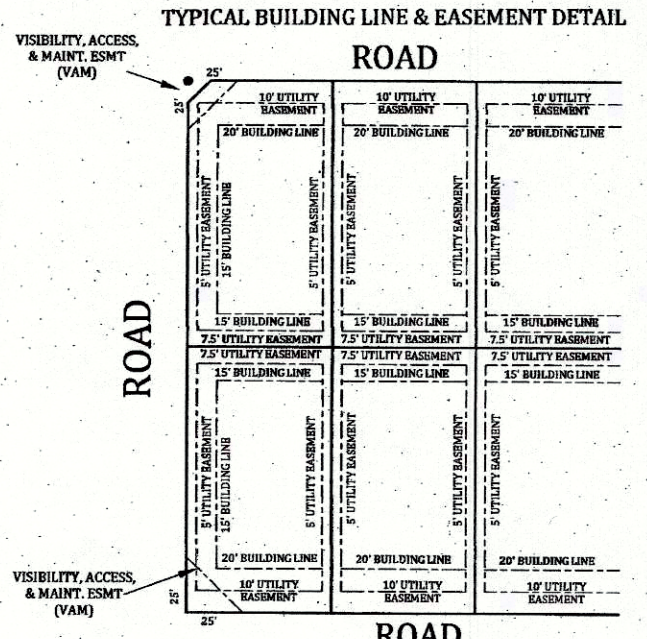 TYPICAL BUILDING LINE & EASEMENT DETAIL
VISIBILITY, ACCESS,
& MAINT. ESMT
(VAM)
25'
25'
ROAD
10' UTILITY
EASEMENT
20' BUILDING LINE
5' UTILITY EASEMENT
15' BUILDING LINE
5' UTILITY EASEMENT
15' BUILDING LINE
7.5' UTILITY EASEMENT
10' UTILITY
EASEMENT
20' BUILDING LINE
5' UTILITY EASEMENT
5' UTILITY EASEMENT
15' BUILDING LINE
7.5' UTILITY EASEMENT
10' UTILITY
EASEMENT
20' BUILDING LINE
5' UTILITY EASEMENT
15' BUILDING LINE
7.5' UTILITY EASEMENT
ROAD
7.5' UTILITY EASEMENT
15' BUILDING LINE
5' UTILITY EASEMENT
15' BUILDING LINE
5' UTILITY EASEMENT
20' BUILDING LINE
10' UTILITY
EASEMENT
7.5' UTILITY EASEMENT
15' BUILDING LINE
5' UTILITY EASEMENT
5' UTILITY EASEMENT
20' BUILDING LINE
10' UTILITY
EASEMENT
7.5' UTILITY EASEMENT
15' BUILDING LINE
5' UTILITY EASEMENT
20' BUILDING LINE
10' UTILITY
EASEMENT
VISIBILITY, ACCESS,
& MAINT. ESMT
(VAM)
25'
25'
ROAD